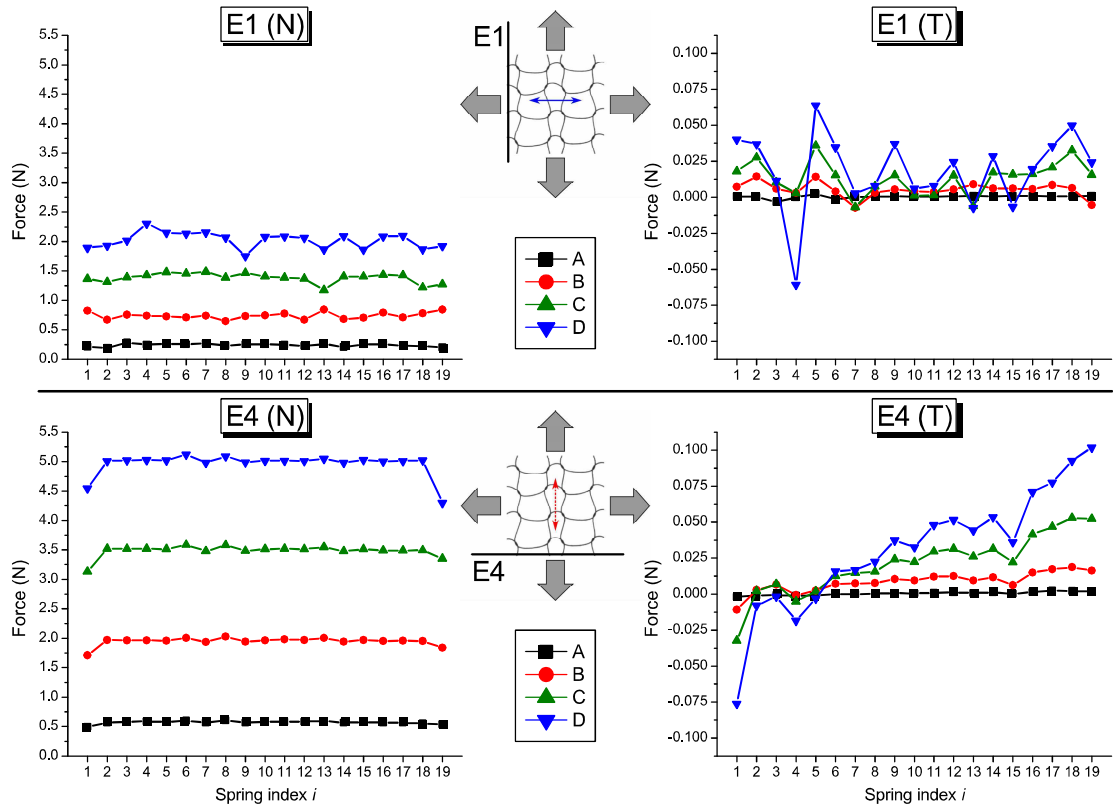 E1 (N)
5.5
5.0
4.5
4.0
3.5
3.0
2.5
2.0
1.5
1.0
0.5
0.0
Force (N)
1 2 3 4 5 6 7 8 9 10 11 12 13 14 15 16 17 18 19
E1
A
B
C
D
E1 (T)
0.100
0.075
0.050
0.025
0.000
-0.025
-0.050
-0.075
-0.100
Force (N)
1 2 3 4 5 6 7 8 9 10 11 12 13 14 15 16 17 18 19
E4 (N)
5.5
5.0
4.5
4.0
3.5
3.0
2.5
2.0
1.5
1.0
0.5
0.0
Force (N)
1 2 3 4 5 6 7 8 9 10 11 12 13 14 15 16 17 18 19
Spring index i
E4
A
B
C
D
E4 (T)
0.100
0.075
0.050
0.025
0.000
-0.025
-0.050
-0.075
-0.100
Force (N)
1 2 3 4 5 6 7 8 9 10 11 12 13 14 15 16 17 18 19
Spring index i